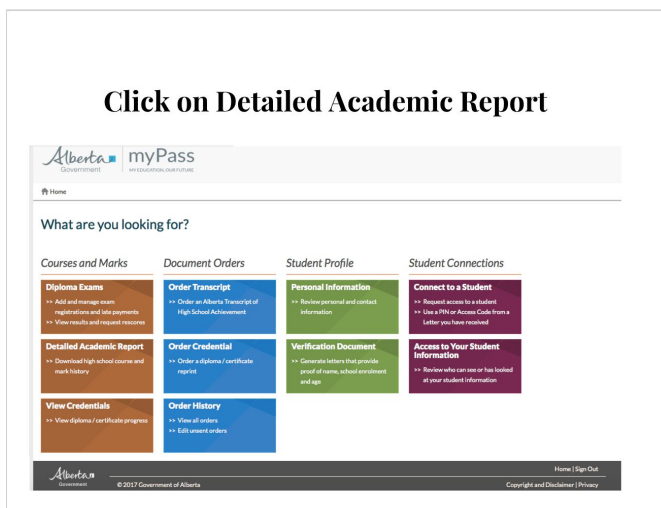 Click on Detailed Academic Report
Alberta
Government
myPass
MY EDUCATION, OUR FUTURE
Home
What are you looking for?
Courses and Marks
Diploma Exams
>> Add and manage exam
registrations and late payments
>> View results and request rescores
Detailed Academic Report
>> Download high school course and
mark history
View Credentials
>> View diploma / certificate progress
Document Orders
Order Transcript
>> Order an Alberta Transcript of
High School Achievement
Order Credential
>> Order a diploma / certificate
reprint
Order History
>> View all orders
>> Edit unsent orders
Student Profile
Personal Information
>> Review personal and contact
information
Verification Document
>> Generate letters that provide
proof of name, school enrolment
and age
Student Connections
Connect to a Student
>> Request access to a student
>> Use a PIN or Access Code from a
Letter you have received
Access to Your Student
Information
>> Review who can see or has looked
at your student information
Alberta
Government
© 2017 Government of Alberta
Home | Sign Out
Copyright and Disclaimer | Privacy